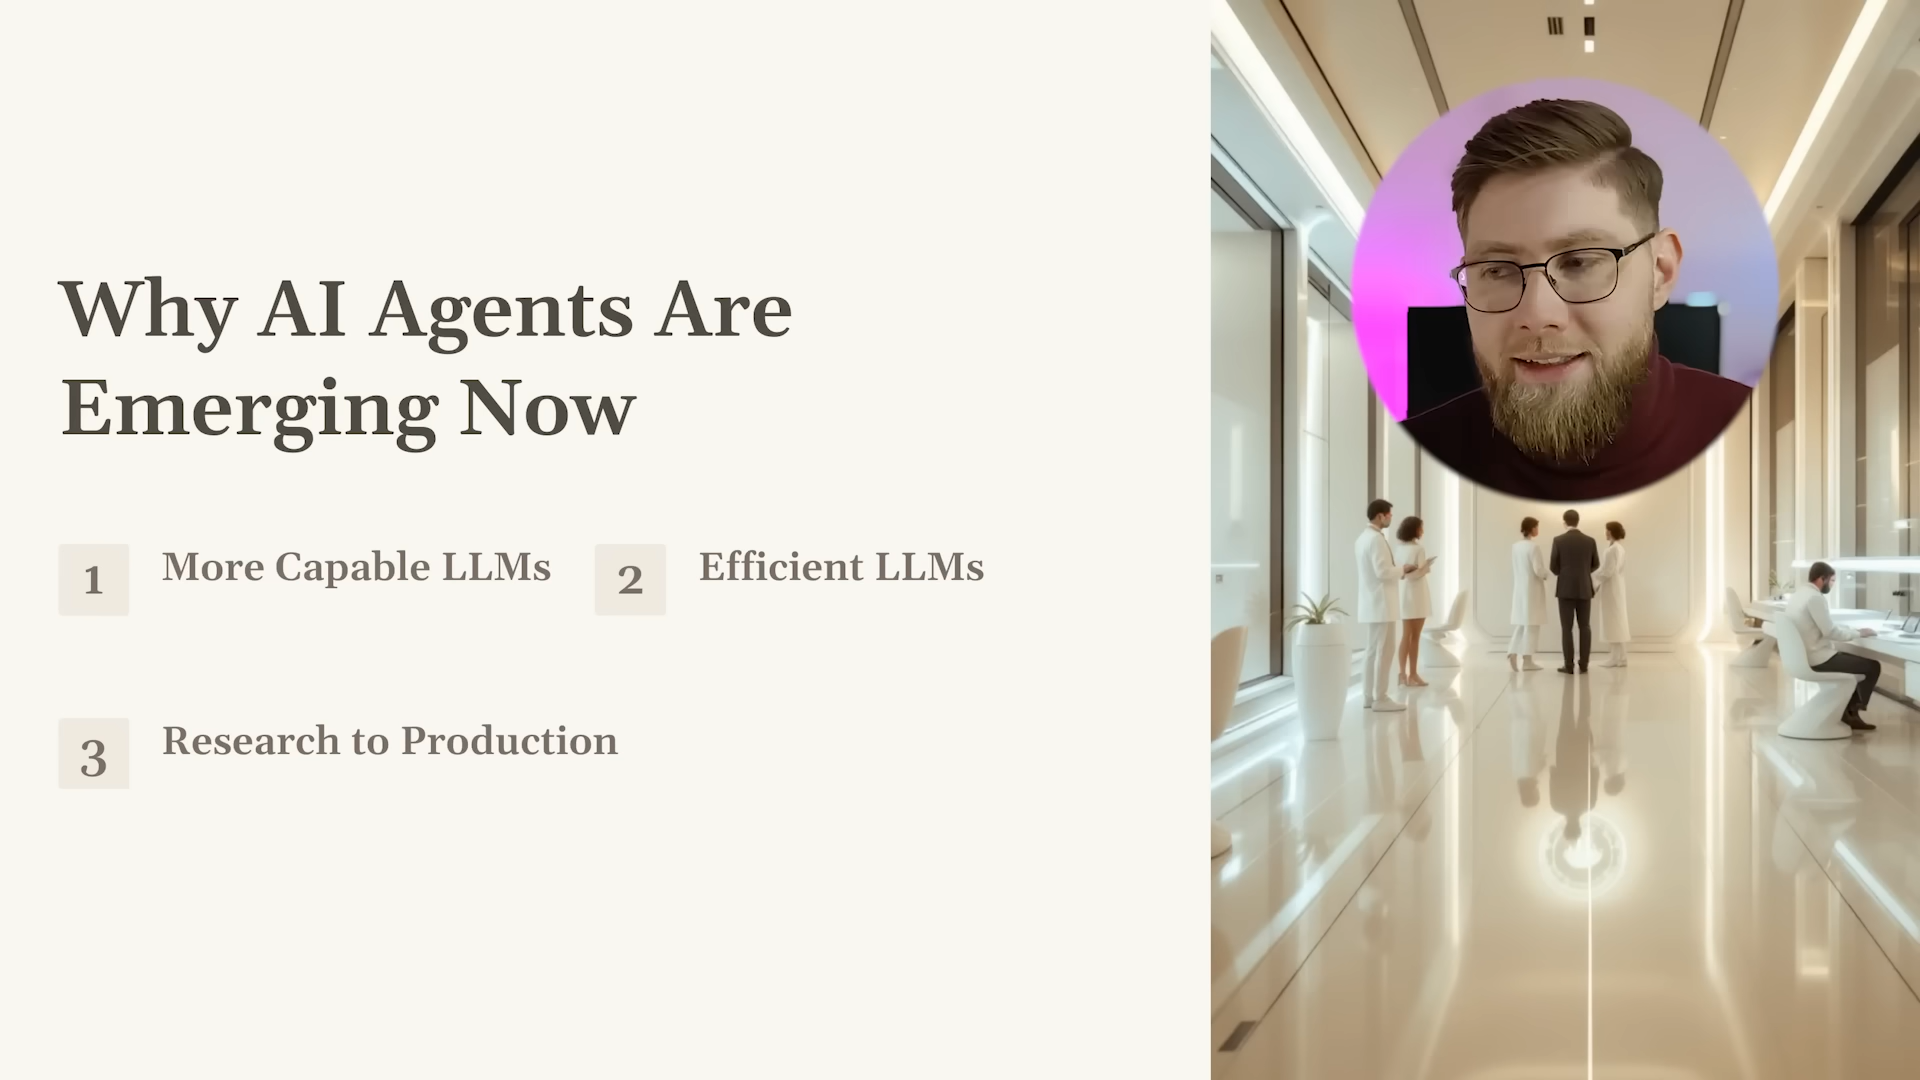 Why AI Agents Are
Emerging Now
1 More Capable LLMs
2 Efficient LLMs
3 Research to Production